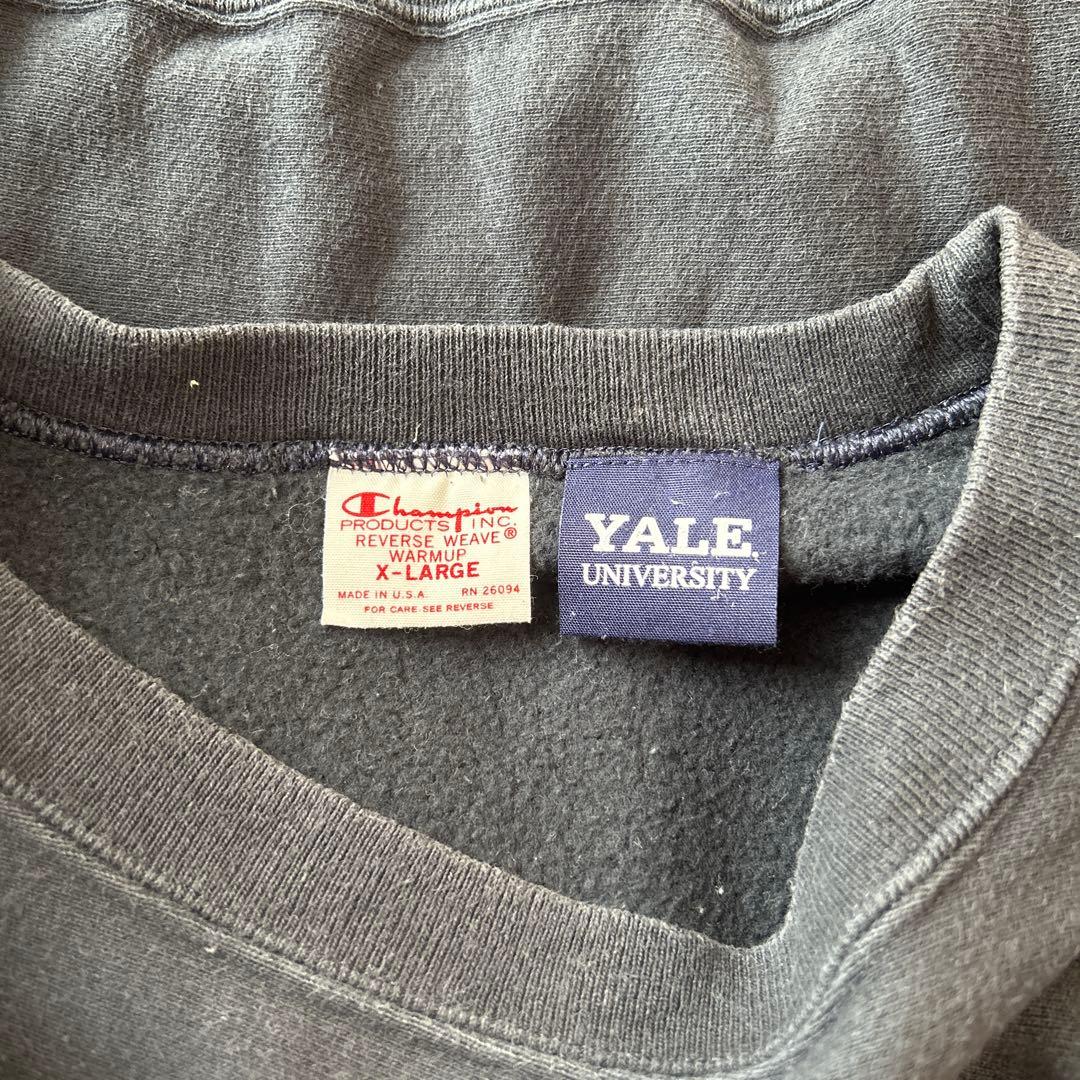 Champion
PRODUCTS INC.
REVERSE WEAVE®
WARMUP
X-LARGE
MADE IN U.S.A. RN 26094
FOR CARE SEE REVERSE
YALE
UNIVERSITY